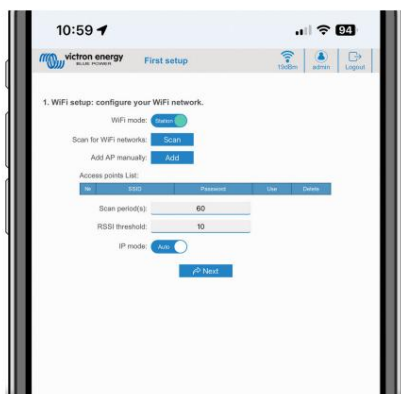 10:59
94
victron energy
BLUE POWER
First setup
19dBm
admin
Logout
1. WiFi setup: configure your WiFi network.
WiFi mode: Station
Scan for WiFi networks: Scan
Add AP manually: Add
Access points List:
№ SSID Password Use Delete
Scan period(s): 60
RSSI threshold: 10
IP mode: Auto
Next